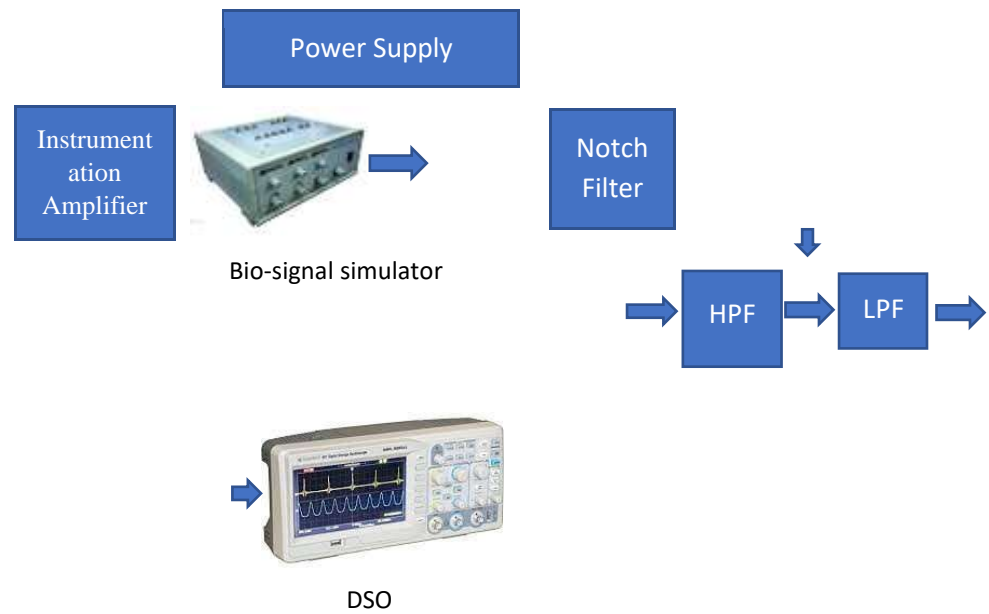 Power Supply
Instrument
ation
Amplifier
Notch
Filter
Bio-signal simulator
HPF
LPF
DSO